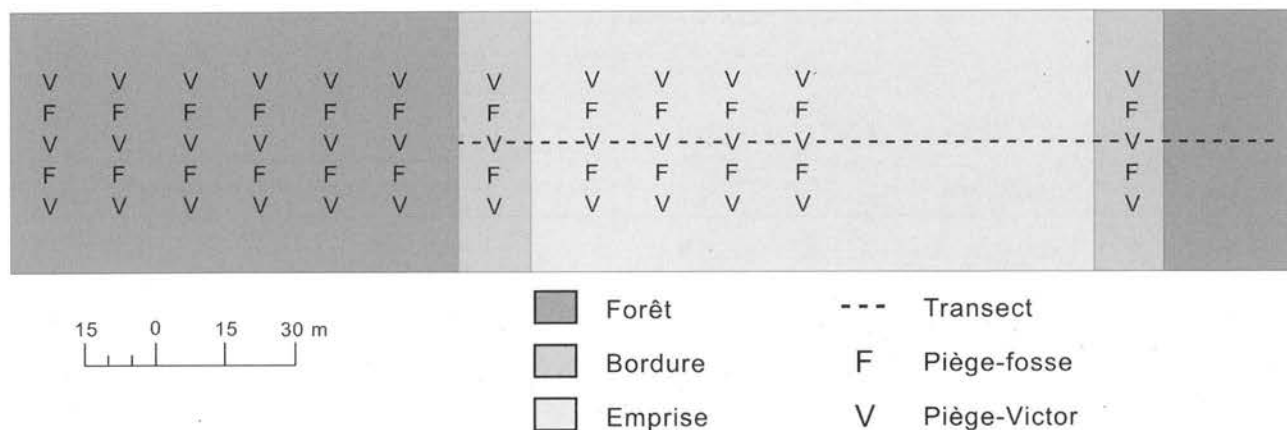 V V V V V V V V V V V V
F F F F F F F F F F F F
V V V V V V V V V V V V
F F F F F F F F F F F F
V V V V V V V V V V V V
15 0 15 30 m
Forêt
Bordure
Emprise
Transect
F Piège-fosse
V Piège-Victor